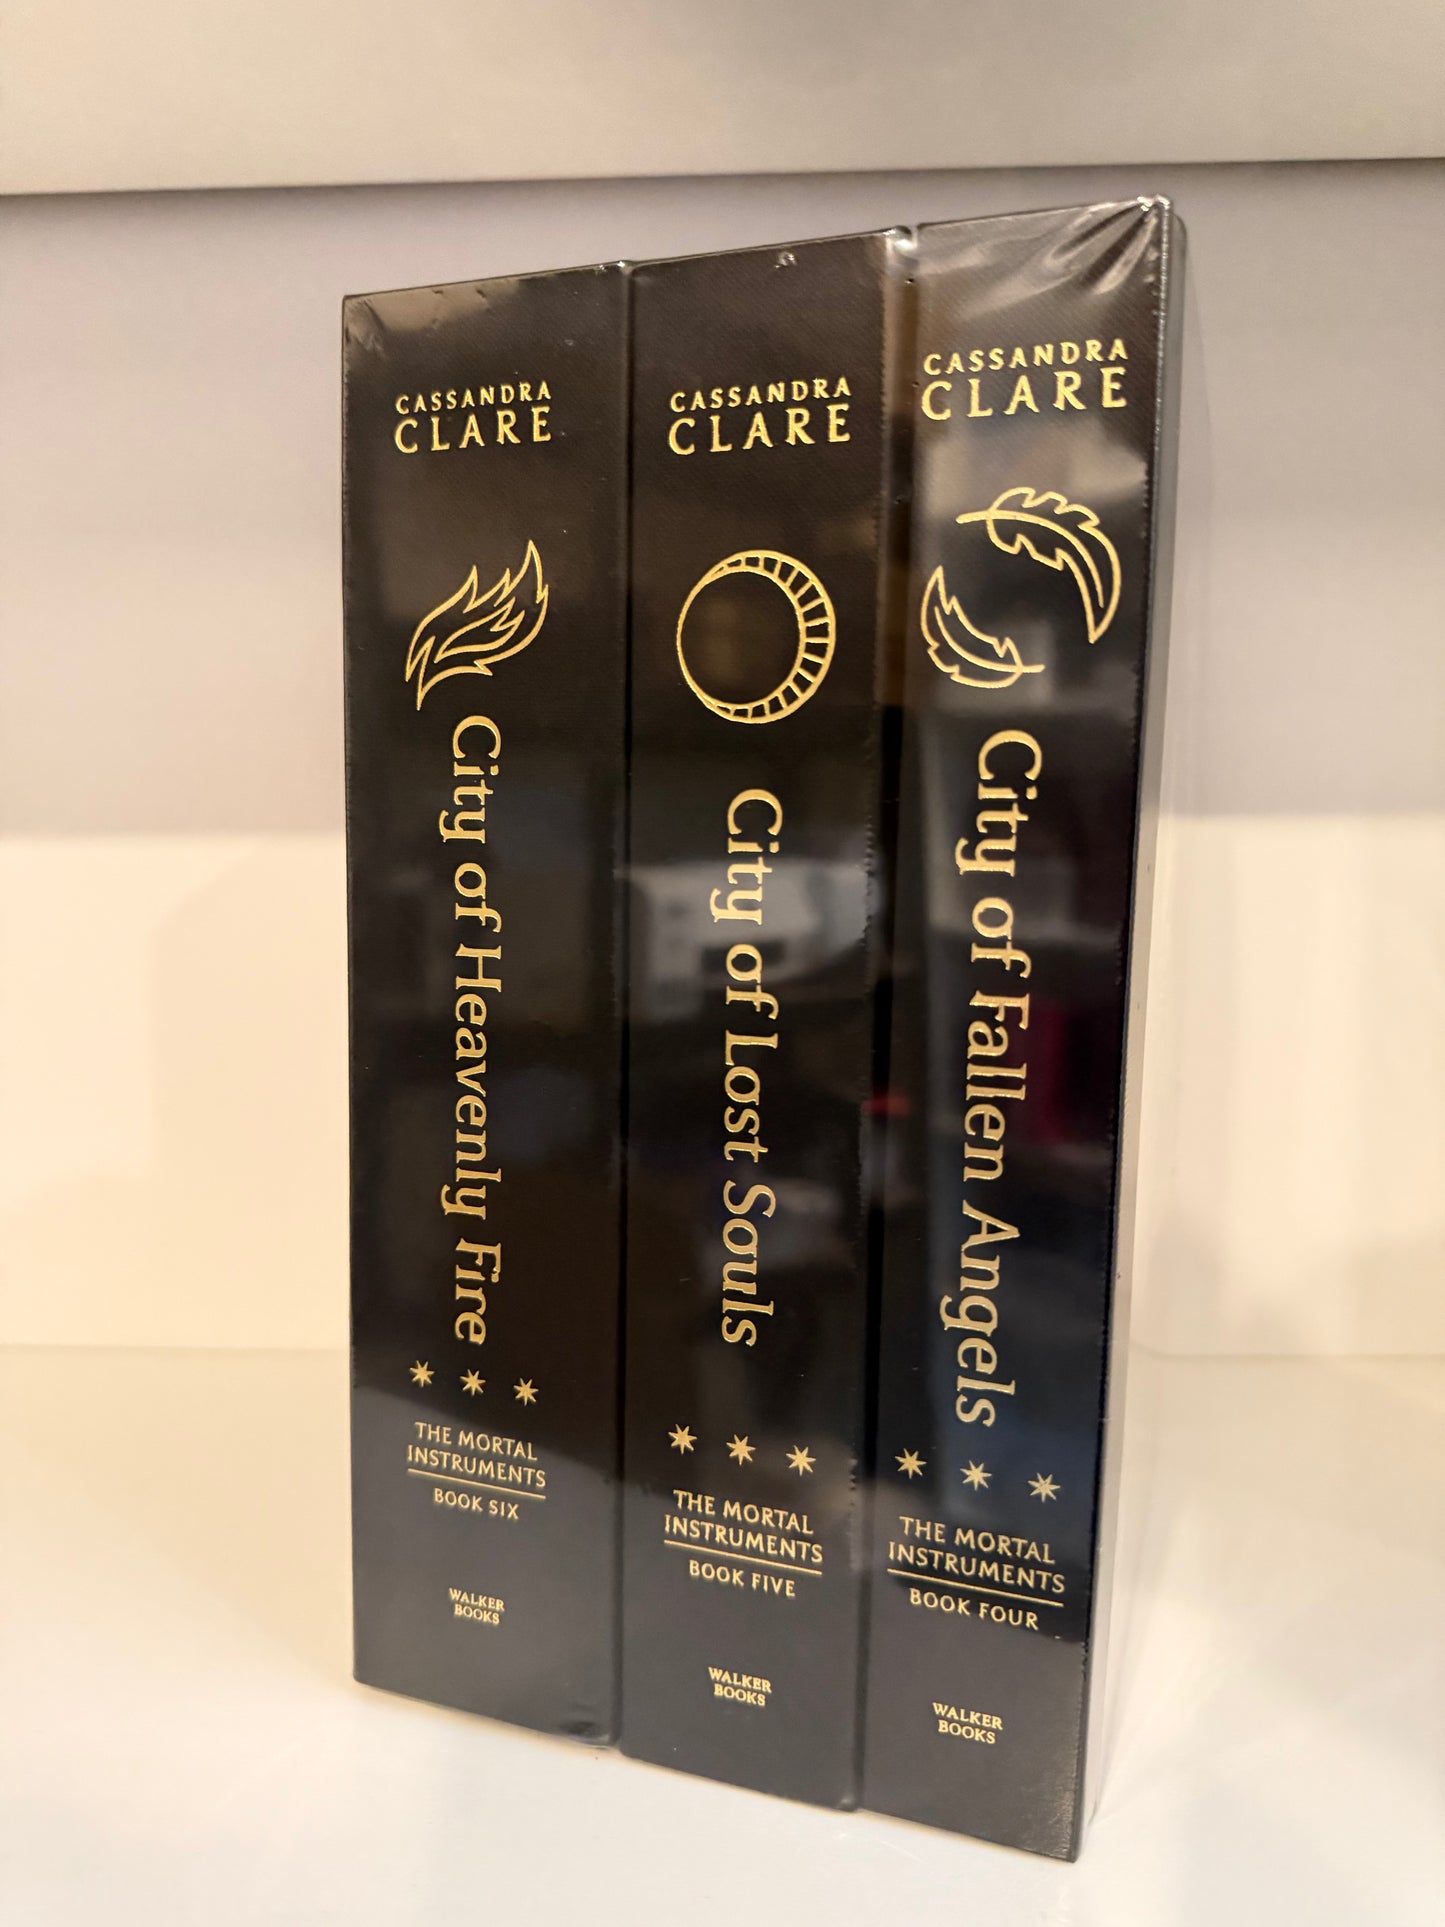 CASSANDRA
CLARE
City of Heavenly Fire
THE MORTAL
INSTRUMENTS
BOOK SIX
WALKER
BOOKS
CASSANDRA
CLARE
City of Lost Souls
THE MORTAL
INSTRUMENTS
BOOK FIVE
WALKER
BOOKS
CASSANDRA
CLARE
City of Fallen Angels
THE MORTAL
INSTRUMENTS
BOOK FOUR
WALKER
BOOKS